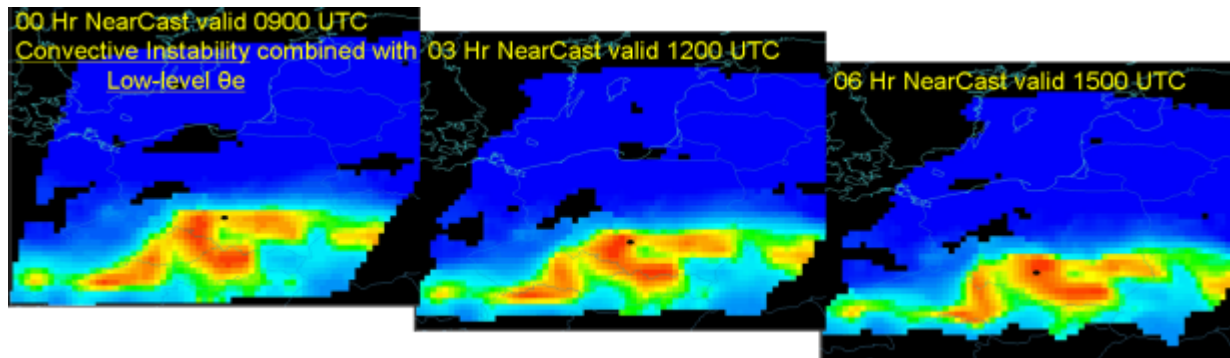 00 Hr NearCast valid 0900 UTC
Convective Instability combined with
Low-level θe
03 Hr NearCast valid 1200 UTC
06 Hr NearCast valid 1500 UTC